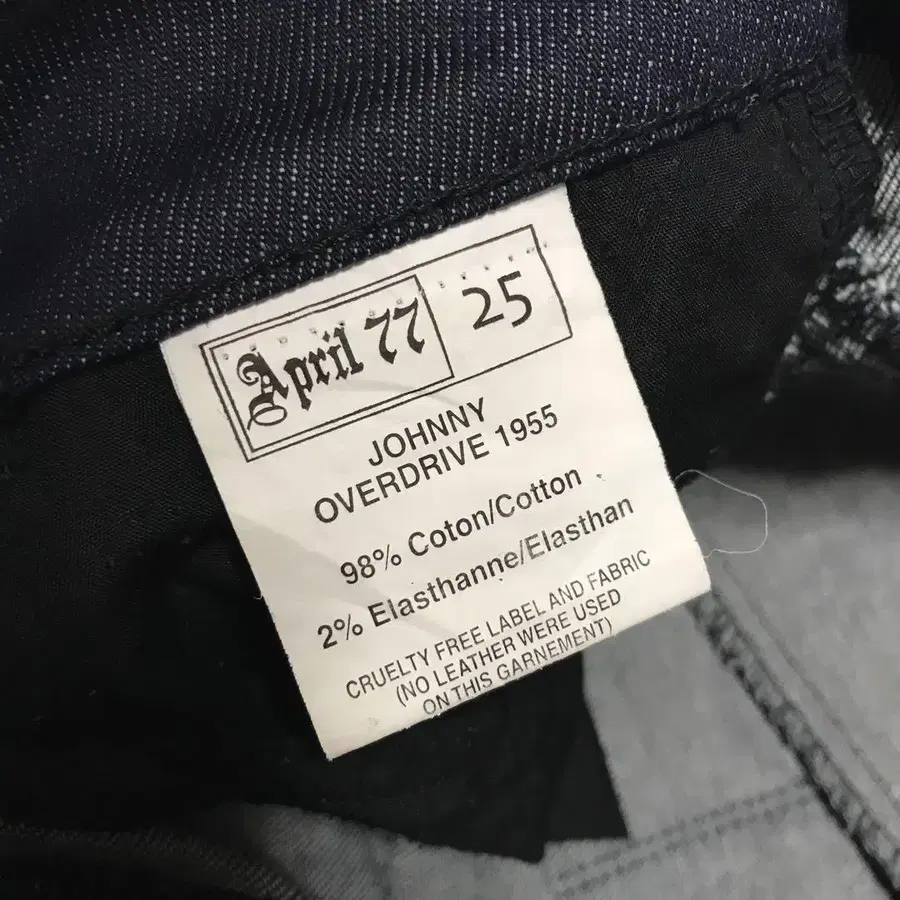 April 77 25
JOHNNY
OVERDRIVE 1955
98% Coton/Cotton
2% Elasthanne/Elasthan
CRUELTY FREE LABEL AND FABRIC
(NO LEATHER WERE USED
ON THIS GARNEMENT)